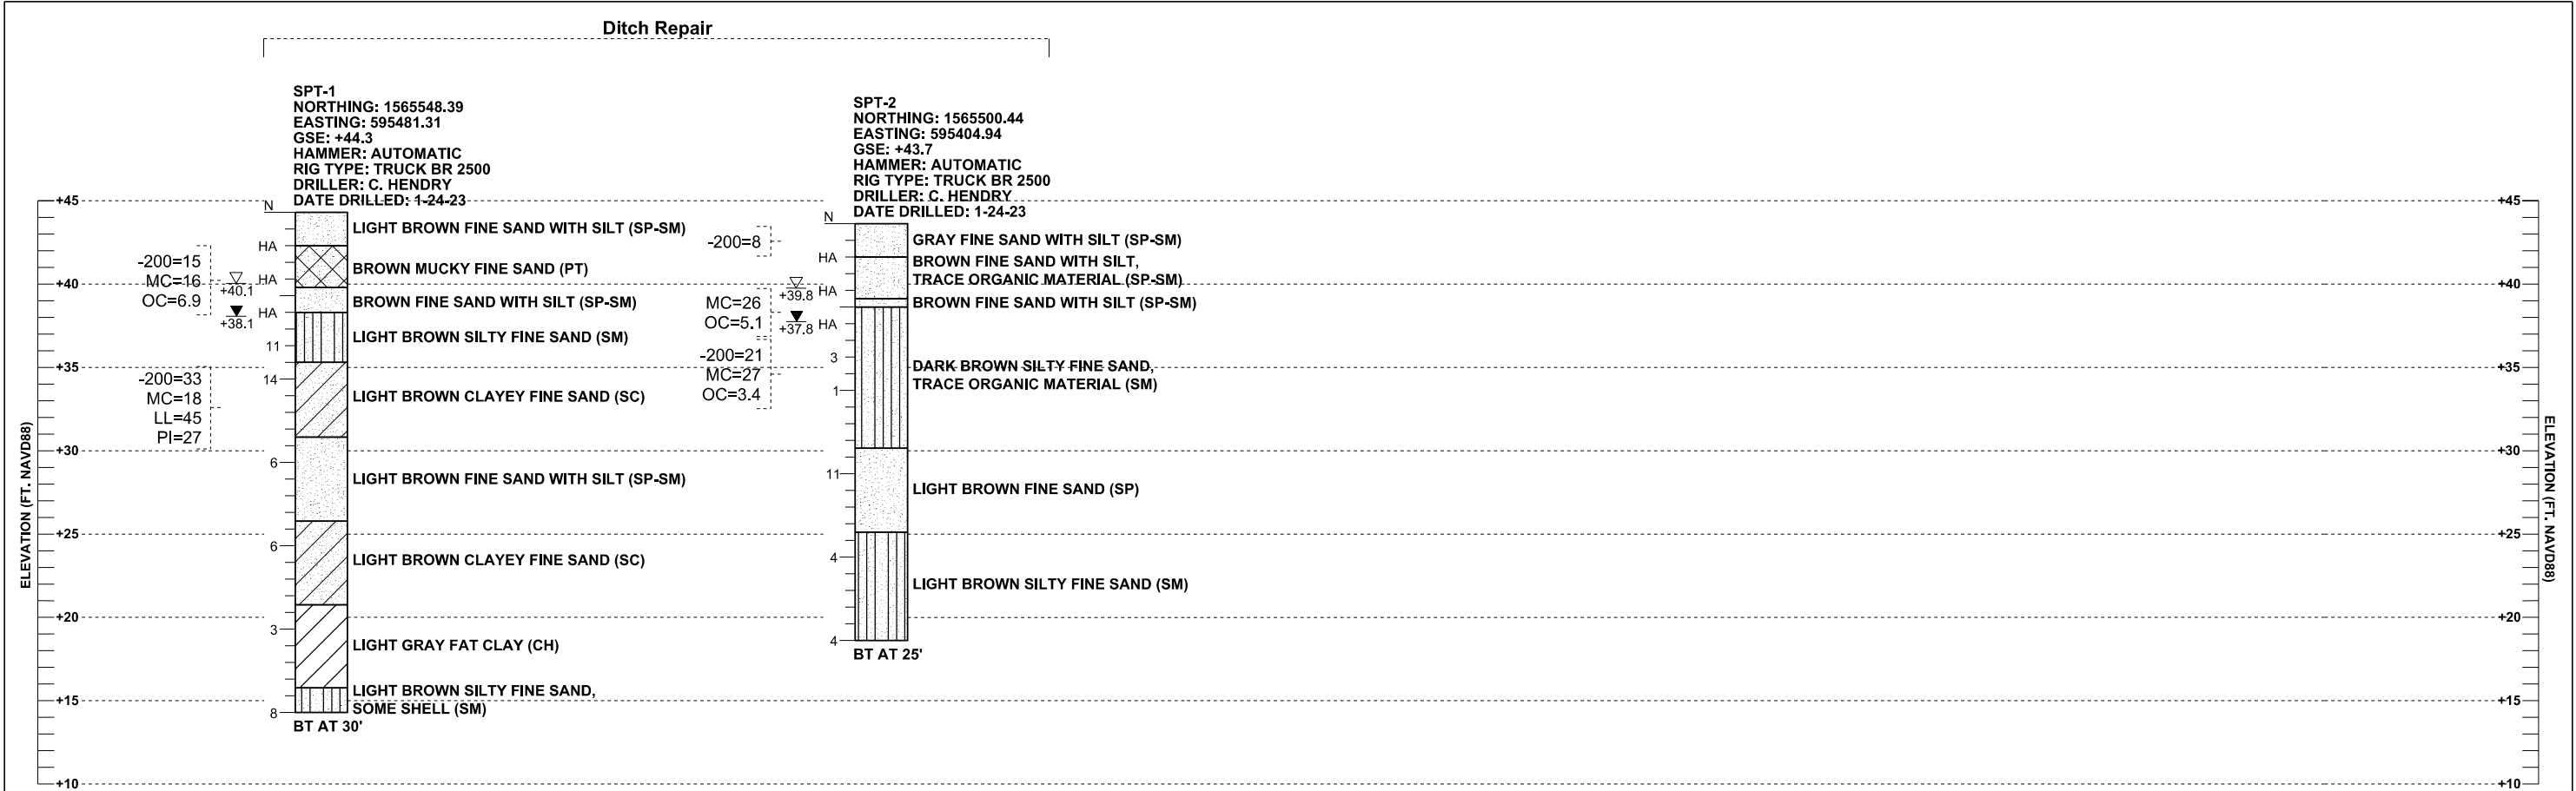 Ditch Repair
SPT-1
NORTHING: 1565548.39
EASTING: 595481.31
GSE: +44.3
HAMMER: AUTOMATIC
RIG TYPE: TRUCK BR 2500
DRILLER: C. HENDRY
DATE DRILLED: 1-24-23
SPT-2
NORTHING: 1565500.44
EASTING: 595404.94
GSE: +43.7
HAMMER: AUTOMATIC
RIG TYPE: TRUCK BR 2500
DRILLER: C. HENDRY
DATE DRILLED: 1-24-23
ELEVATION (FT. NAVD88)
+45
+40
+35
+30
+25
+20
+15
+10
-200=15
MC=16
OC=6.9
-200=33
MC=18
LL=45
PI=27
+40.1
+38.1
N
HA
HA
HA
11
14
6
6
3
8
LIGHT BROWN FINE SAND WITH SILT (SP-SM)
BROWN MUCKY FINE SAND (PT)
BROWN FINE SAND WITH SILT (SP-SM)
LIGHT BROWN SILTY FINE SAND (SM)
LIGHT BROWN CLAYEY FINE SAND (SC)
LIGHT BROWN FINE SAND WITH SILT (SP-SM)
LIGHT BROWN CLAYEY FINE SAND (SC)
LIGHT GRAY FAT CLAY (CH)
LIGHT BROWN SILTY FINE SAND,
SOME SHELL (SM)
BT AT 30'
-200=8
MC=26
OC=5.1
-200=21
MC=27
OC=3.4
+39.8
+37.8
N
HA
HA
HA
3
1
11
4
4
GRAY FINE SAND WITH SILT (SP-SM)
BROWN FINE SAND WITH SILT,
TRACE ORGANIC MATERIAL (SP-SM)
BROWN FINE SAND WITH SILT (SP-SM)
DARK BROWN SILTY FINE SAND,
TRACE ORGANIC MATERIAL (SM)
LIGHT BROWN FINE SAND (SP)
LIGHT BROWN SILTY FINE SAND (SM)
BT AT 25'
+45
+40
+35
+30
+25
+20
+15
+10
ELEVATION (FT. NAVD88)